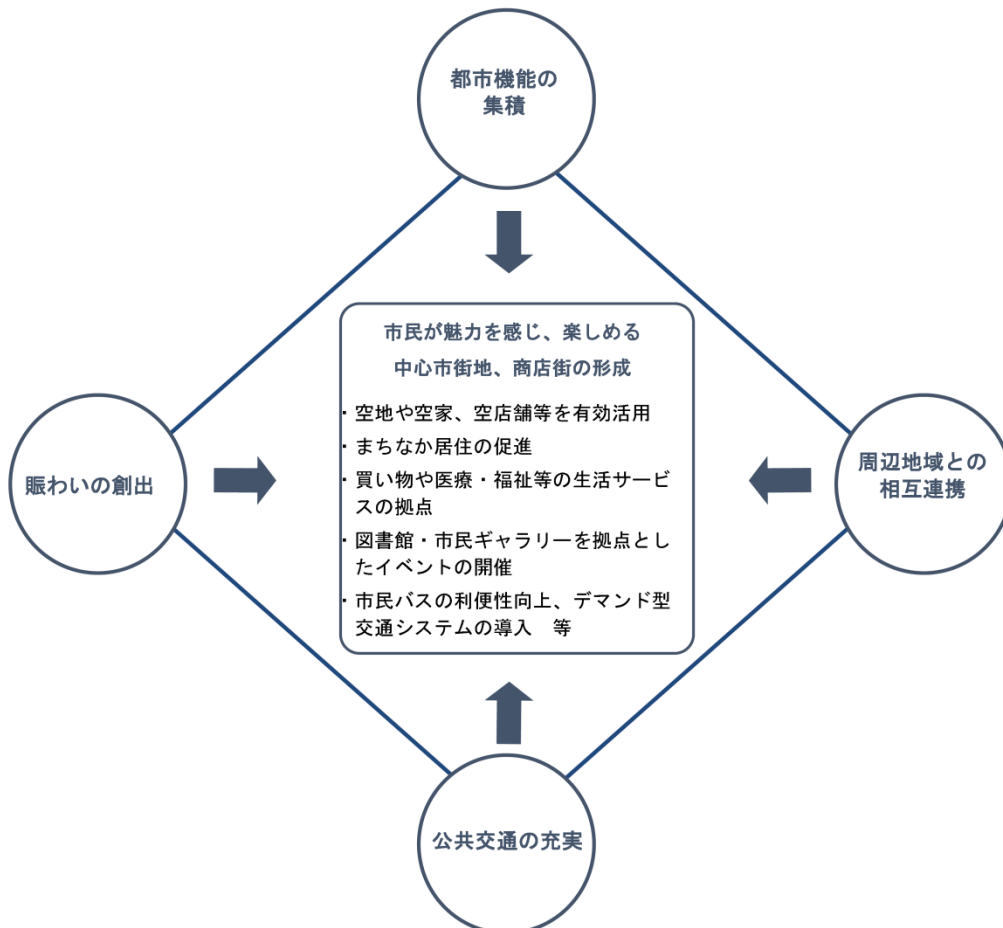 都市機能の
集積
市民が魅力を感じ、楽しめる
中心市街地、商店街の形成
・空地や空家、空店舗等を有効活用
・まちなか居住の促進
・買い物や医療・福祉等の生活サービ
スの拠点
・図書館・市民ギャラリーを拠点とし
たイベントの開催
・市民バスの利便性向上、デマンド型
交通システムの導入　等
賑わいの創出
周辺地域との
相互連携
公共交通の充実